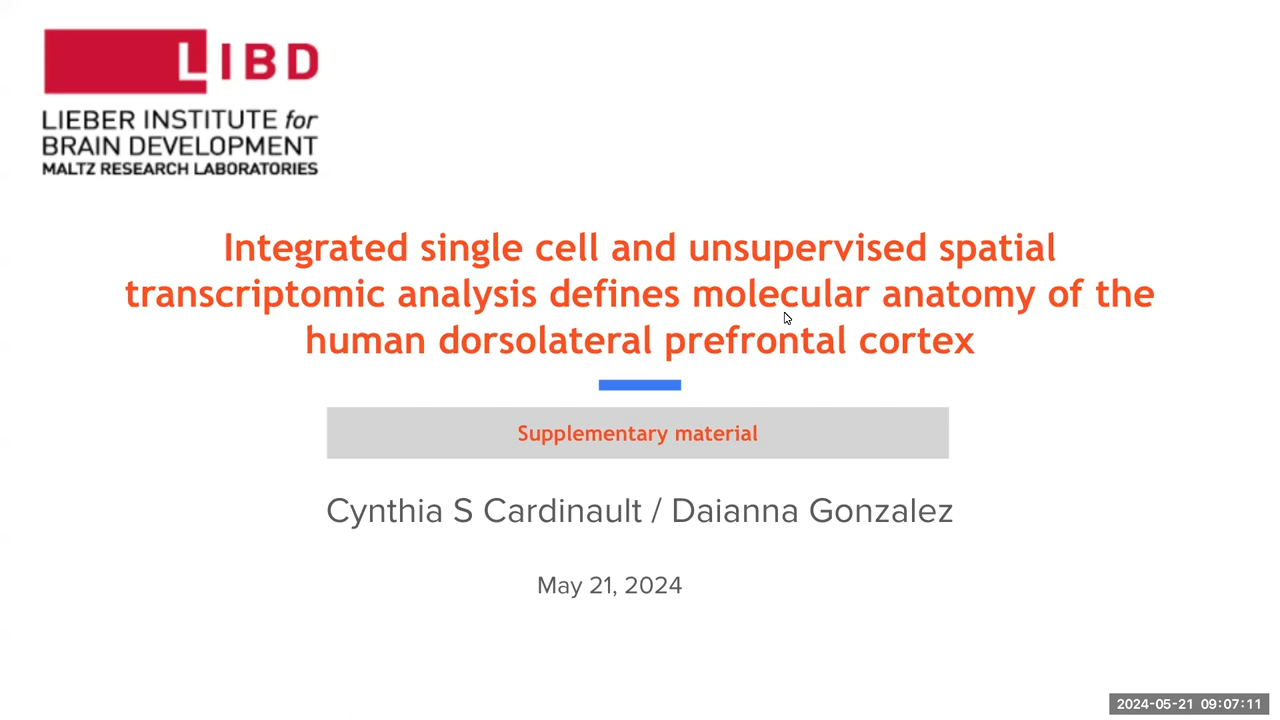 LIBD
LIEBER INSTITUTE for
BRAIN DEVELOPMENT
MALTZ RESEARCH LABORATORIES
Integrated single cell and unsupervised spatial
transcriptomic analysis defines molecular anatomy of the
human dorsolateral prefrontal cortex
Supplementary material
Cynthia S Cardinault / Daianna Gonzalez
May 21, 2024
2024-05-21 09:07:11